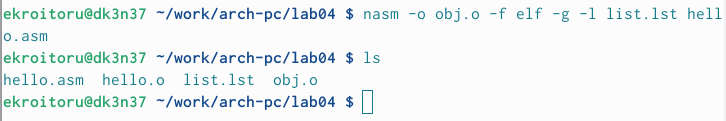 ekroitoru@dk3n37 ~/work/arch-pc/lab04 $ nasm -o obj.o -f elf -g -l list.lst hell
o.asm
ekroitoru@dk3n37 ~/work/arch-pc/lab04 $ ls
hello.asm  hello.o  list.lst  obj.o
ekroitoru@dk3n37 ~/work/arch-pc/lab04 $